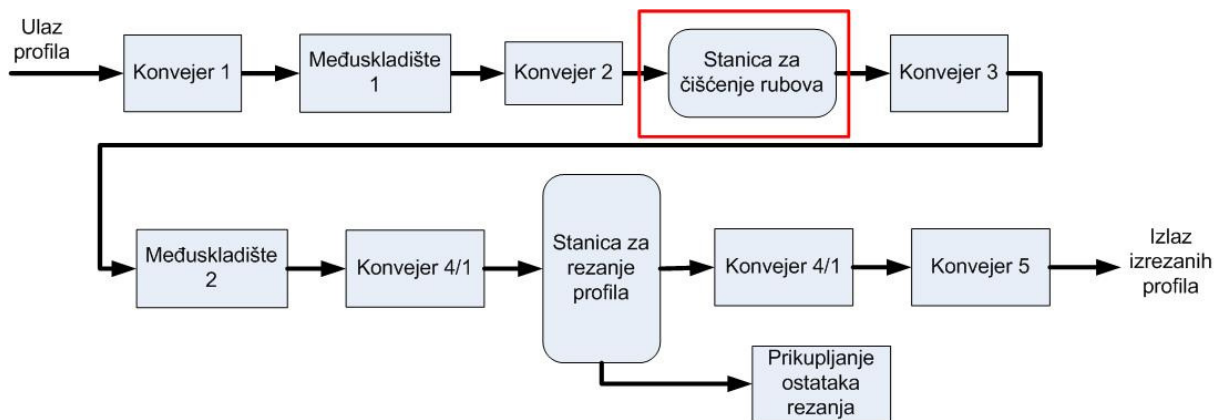 Ulaz
profila
Konvejer 1
Međuskladište
1
Konvejer 2
Stanica za
čišćenje rubova
Konvejer 3
Međuskladište
2
Konvejer 4/1
Stanica za
rezanje
profila
Konvejer 4/1
Konvejer 5
Izlaz
izrezanih
profila
Prikupljanje
ostataka
rezanja